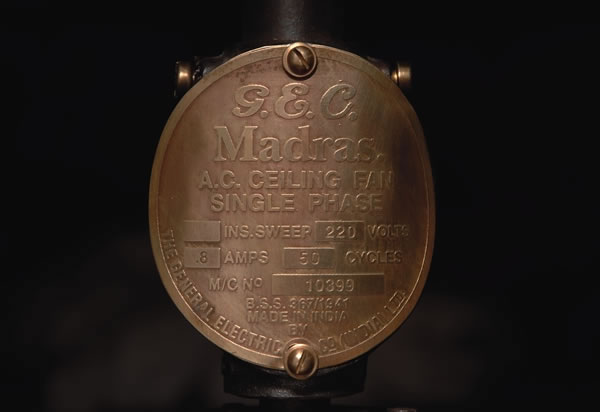 G.E.C.
Madras.
A.C. CEILING FAN
SINGLE PHASE
INS. SWEEP 220 VOLTS
.8 AMPS 50 CYCLES
M/C Nº 10399
B.S.S. 367/1941
MADE IN INDIA
BY
THE GENERAL ELECTRIC CO. (INDIA) LTD.